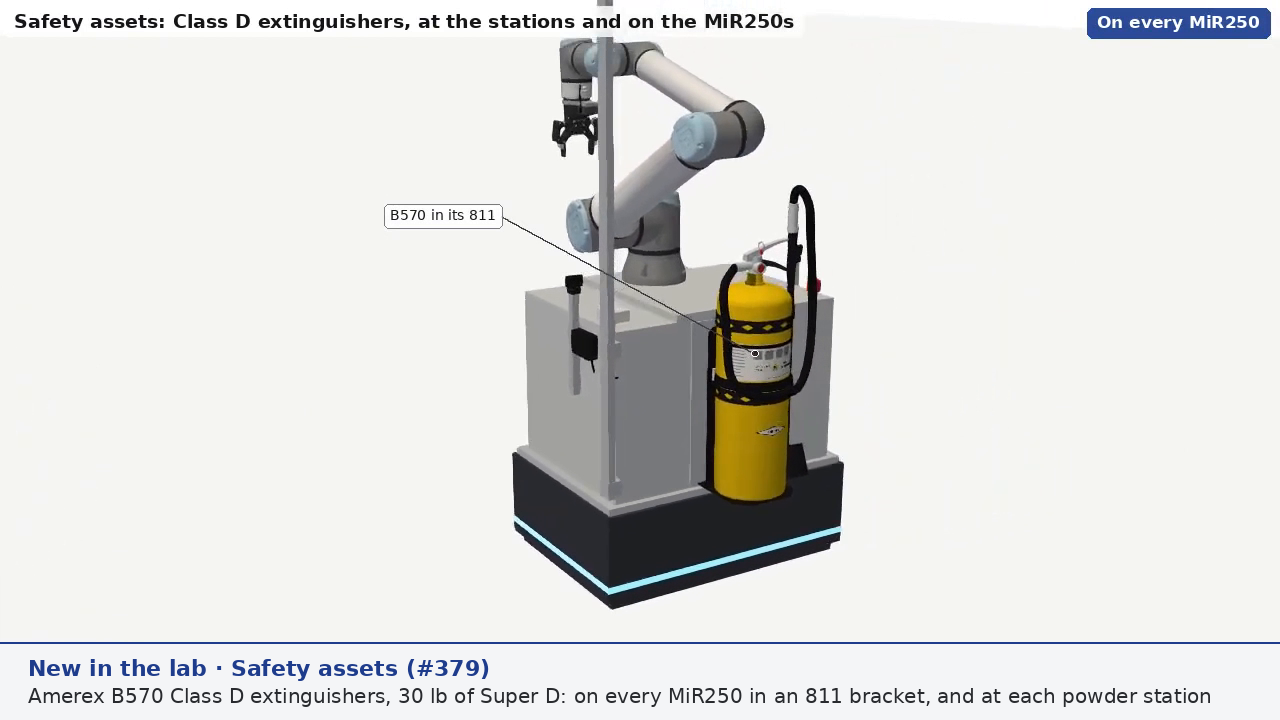 Safety assets: Class D extinguishers, at the stations and on the MiR250s
On every MiR250
B570 in its 811
New in the lab · Safety assets (#379)
Amerex B570 Class D extinguishers, 30 lb of Super D: on every MiR250 in an 811 bracket, and at each powder station